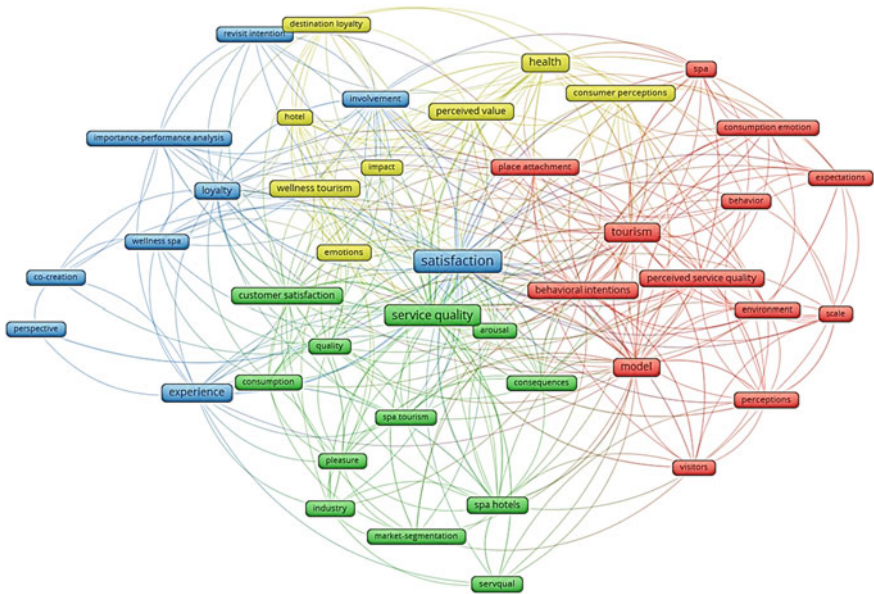 destination loyalty
revisit intention
health
spa
consumer perceptions
involvement
perceived value
hotel
consumption emotion
importance-performance analysis
impact
place attachment
expectations
wellness tourism
loyalty
behavior
tourism
wellness spa
emotions
satisfaction
co-creation
perceived service quality
behavioral intentions
customer satisfaction
environment
scale
service quality
perspective
arousal
quality
model
consumption
consequences
experience
perceptions
spa tourism
pleasure
visitors
spa hotels
industry
market-segmentation
servqual